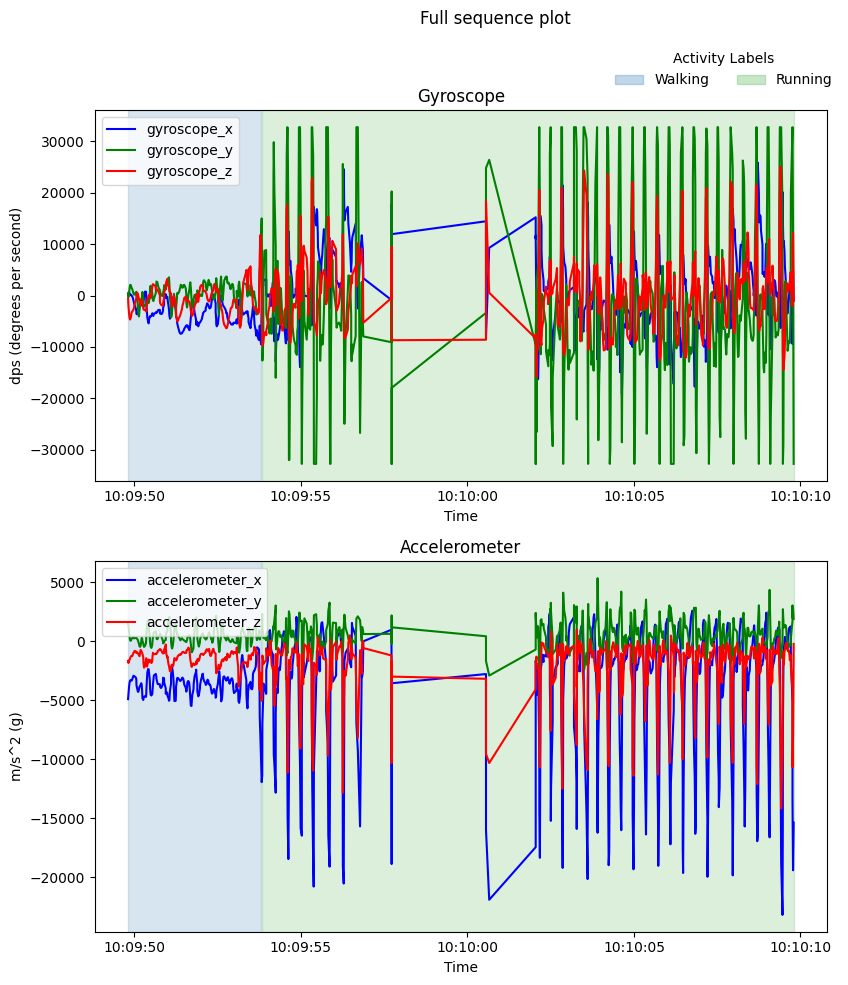 Full sequence plot
Activity Labels
Walking Running
Gyroscope
gyroscope_x
gyroscope_y
gyroscope_z
dps (degrees per second)
30000
20000
10000
0
−10000
−20000
−30000
10:09:50 10:09:55 10:10:00 10:10:05 10:10:10
Time
Accelerometer
accelerometer_x
accelerometer_y
accelerometer_z
m/s^2 (g)
5000
0
−5000
−10000
−15000
−20000
10:09:50 10:09:55 10:10:00 10:10:05 10:10:10
Time